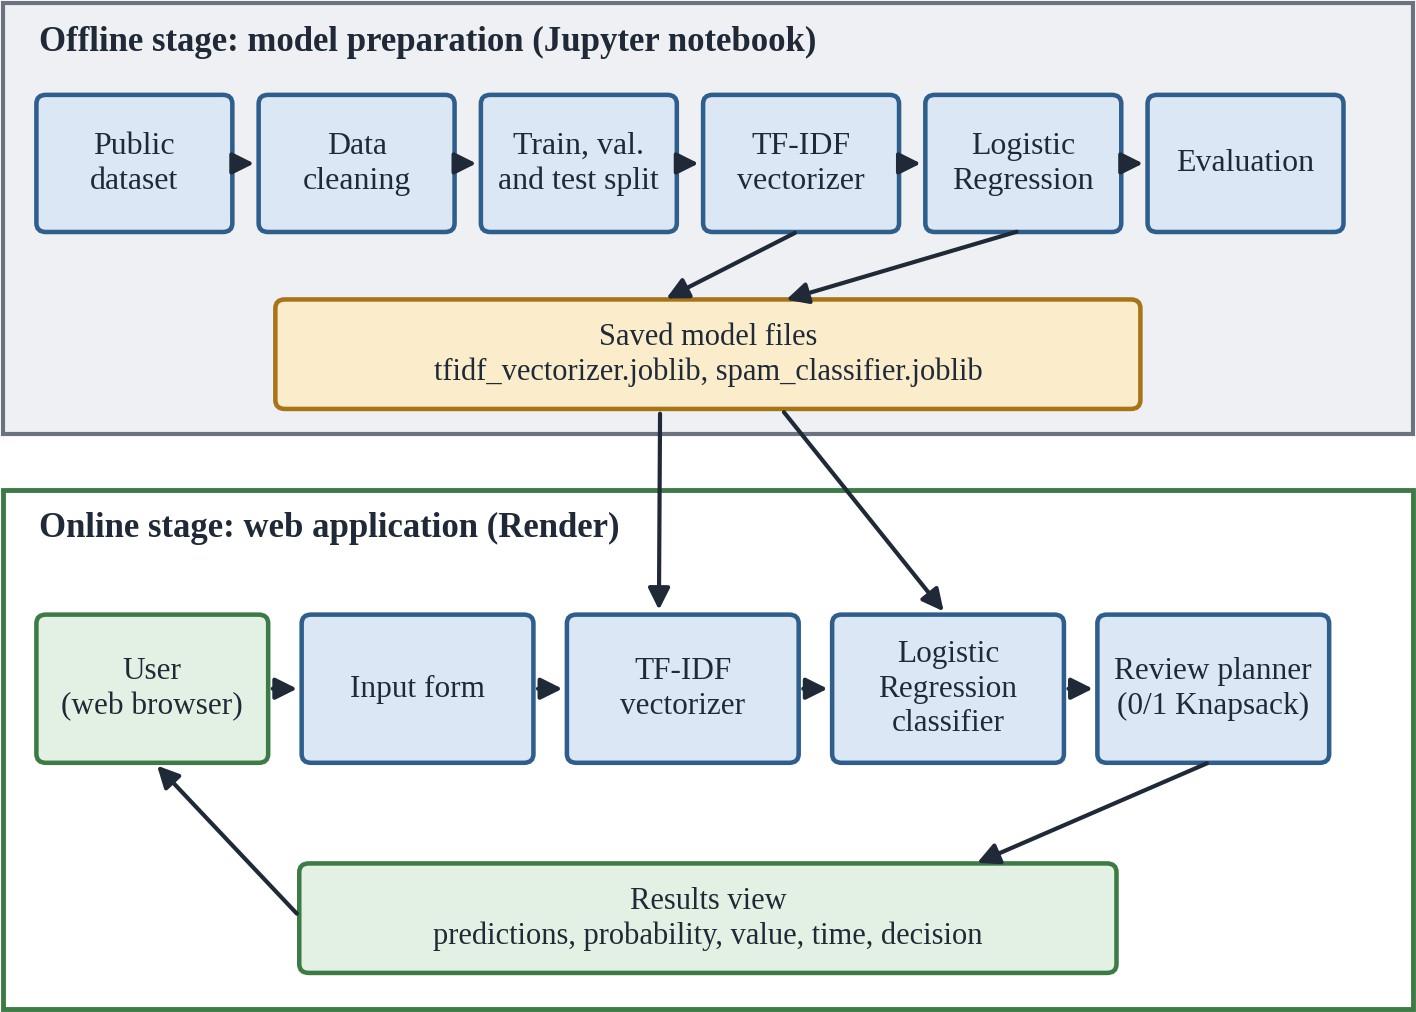 Offline stage: model preparation (Jupyter notebook)
Public
dataset
Data
cleaning
Train, val.
and test split
TF-IDF
vectorizer
Logistic
Regression
Evaluation
Saved model files
tfidf_vectorizer.joblib, spam_classifier.joblib
Online stage: web application (Render)
User
(web browser)
Input form
TF-IDF
vectorizer
Logistic
Regression
classifier
Review planner
(0/1 Knapsack)
Results view
predictions, probability, value, time, decision